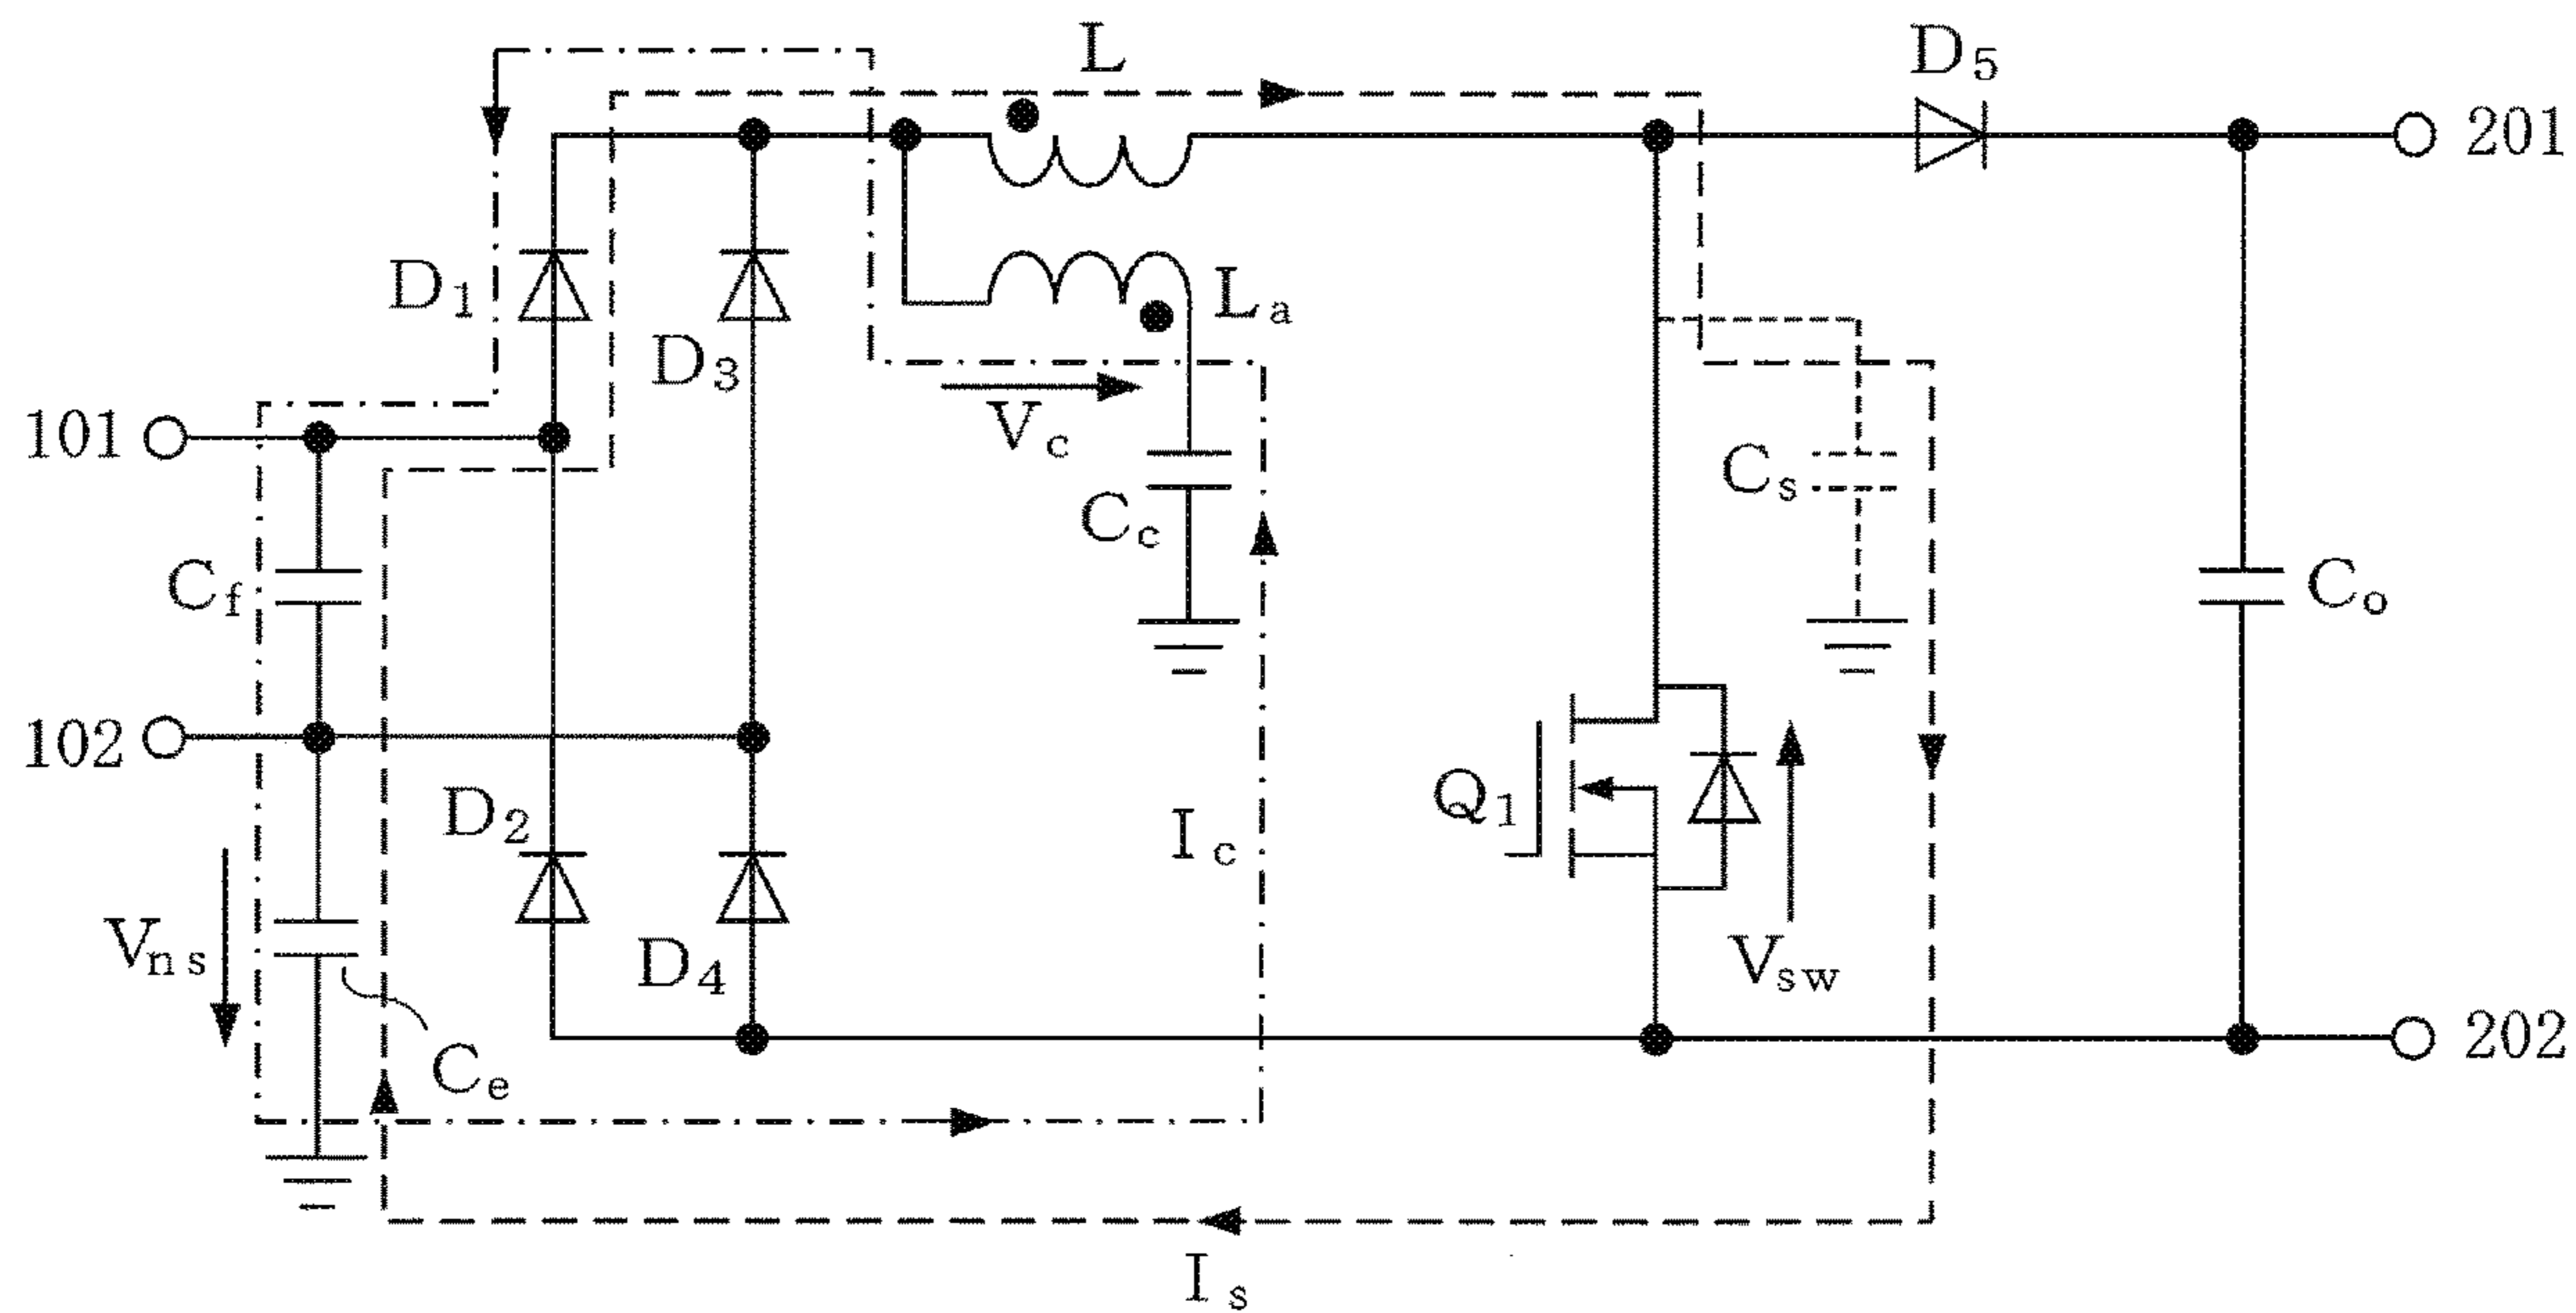 L
D5
201
D1
D3
La
Vc
101
Cc
Cs
Cf
Co
102
D2
Q1
Ic
Vns
D4
Vsw
Ce
202
Is